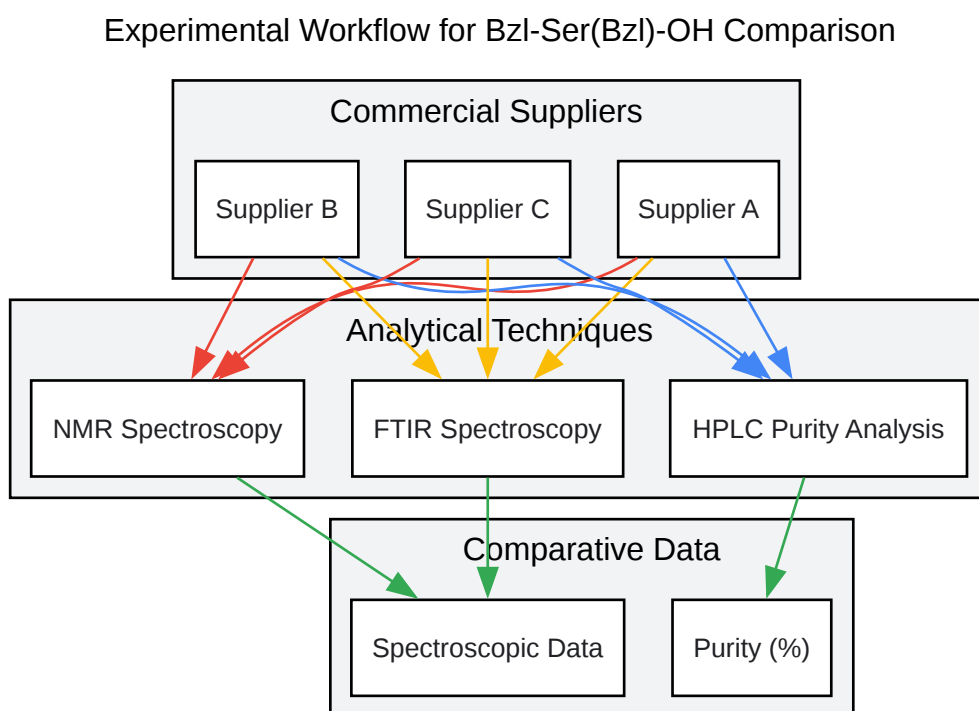 Experimental Workflow for Bzl-Ser(Bzl)-OH Comparison
Commercial Suppliers
Supplier B
Supplier C
Supplier A
Analytical Techniques
NMR Spectroscopy
FTIR Spectroscopy
HPLC Purity Analysis
Comparative Data
Spectroscopic Data
Purity (%)